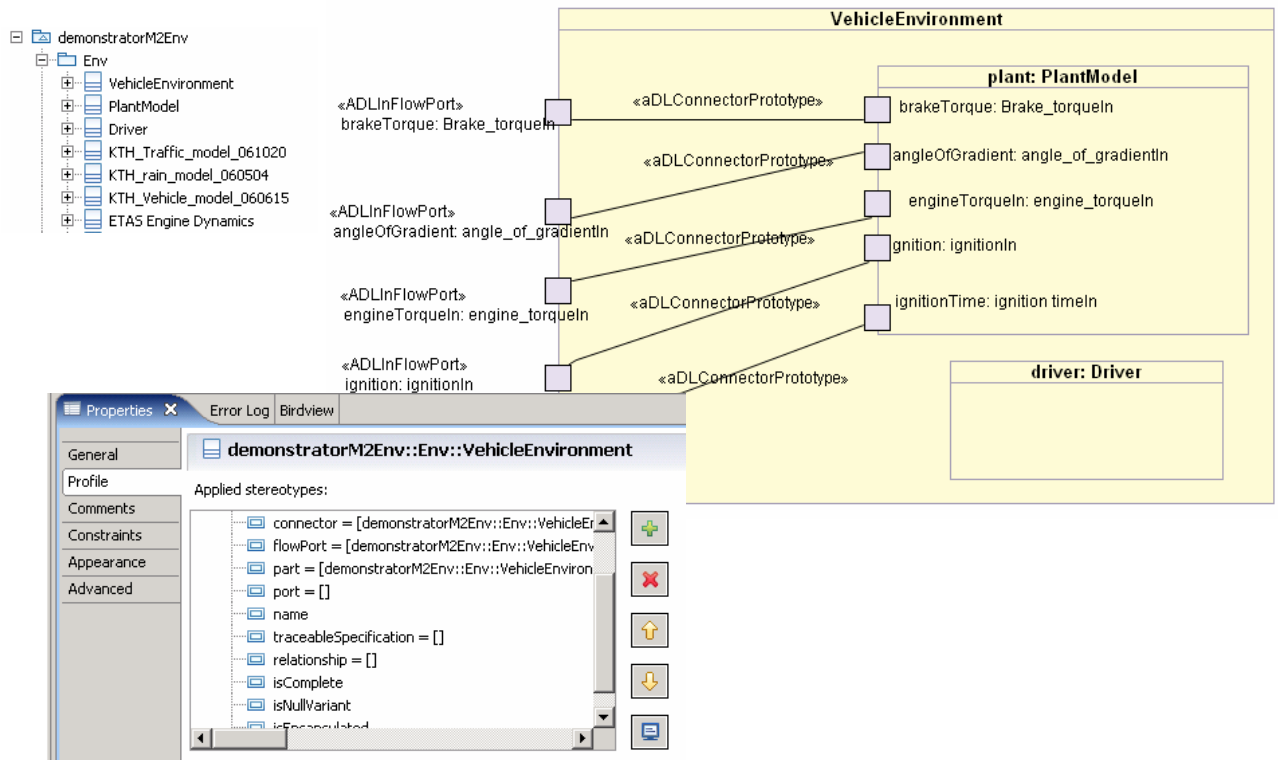 demonstratorM2Env
Env
VehicleEnvironment
PlantModel
Driver
KTH_Traffic_model_061020
KTH_rain_model_060504
KTH_Vehicle_model_060615
ETAS Engine Dynamics
VehicleEnvironment
plant: PlantModel
«ADLInFlowPort»
brakeTorque: Brake_torqueIn
«aDLConnectorPrototype»
brakeTorque: Brake_torqueIn
«aDLConnectorPrototype»
angleOfGradient: angle_of_gradientIn
«ADLInFlowPort»
angleOfGradient: angle_of_gradientIn
«aDLConnectorPrototype»
engineTorqueIn: engine_torqueIn
gnition: ignitionIn
«ADLInFlowPort»
engineTorqueIn: engine_torqueIn
«aDLConnectorPrototype»
ignitionTime: ignition timeIn
«ADLInFlowPort»
ignition: ignitionIn
«aDLConnectorPrototype»
driver: Driver
Properties
Error Log
Birdview
General
Profile
Comments
Constraints
Appearance
Advanced
demonstratorM2Env::Env::VehicleEnvironment
Applied stereotypes:
connector = [demonstratorM2Env::Env::VehicleEr
flowPort = [demonstratorM2Env::Env::VehicleEnv
part = [demonstratorM2Env::Env::VehicleEnviron
port = []
name
traceableSpecification = []
relationship = []
isComplete
isNullVariant
isEncapsulated